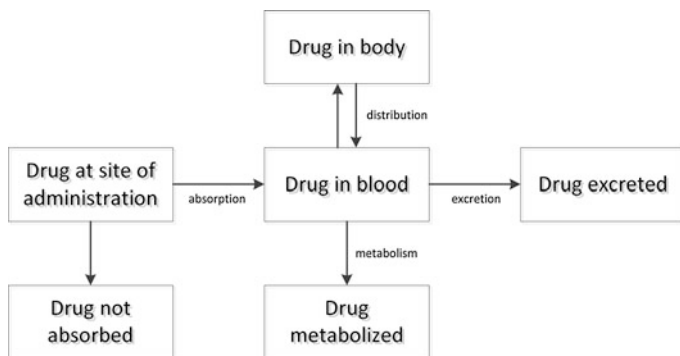 Drug in body
distribution
Drug at site of
administration
absorption
Drug in blood
excretion
Drug excreted
metabolism
Drug not
absorbed
Drug
metabolized